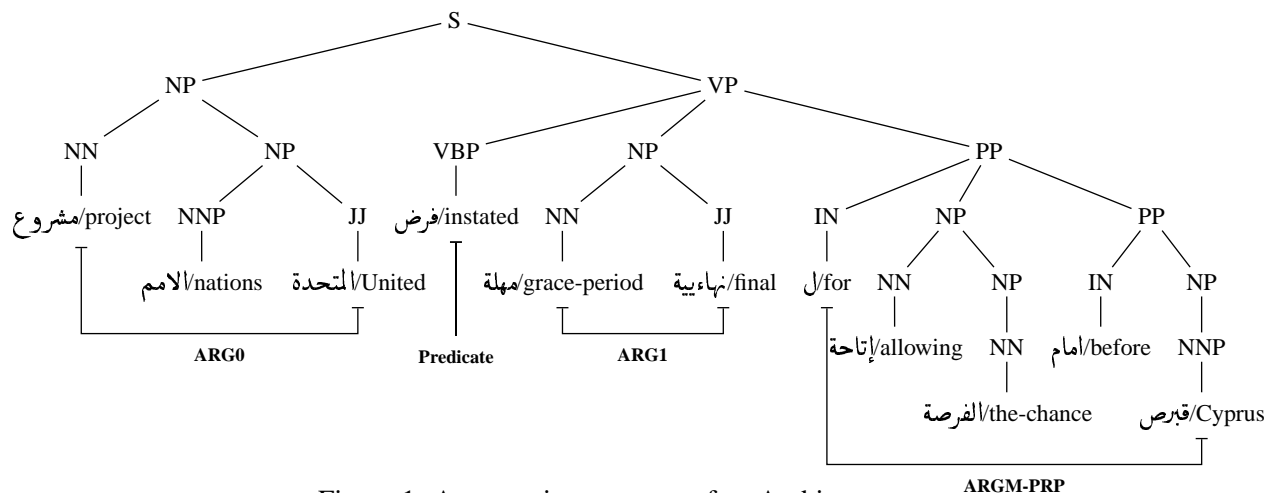 S
NP VP
NN NP VBP NP PP
مشروع/project NNP JJ فرض/instated NN JJ IN NP PP
الامم/nations المتحدة/United مهلة/grace-period نهاءيية/final ل/for NN NP IN NP
ARG0 Predicate ARG1 إتاحة/allowing NN امام/before NNP
الفرصة/the-chance قبرص/Cyprus
ARGM-PRP